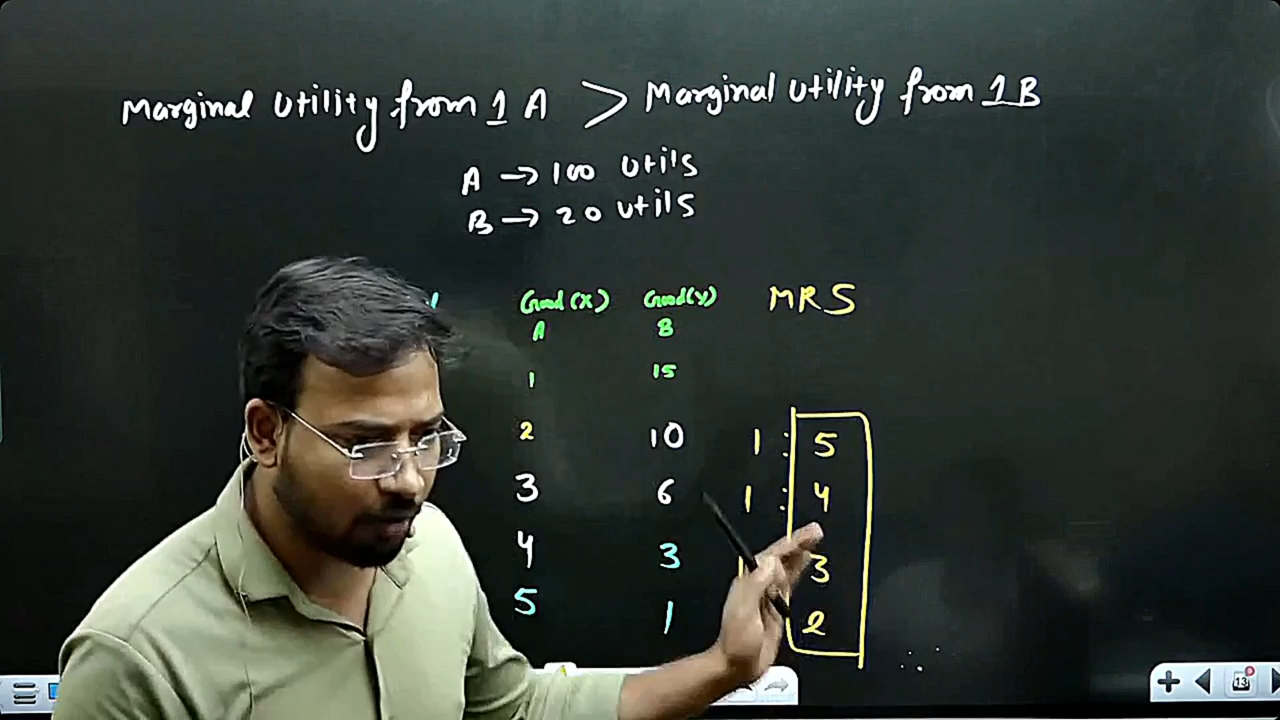 Marginal Utility from 1 A > Marginal Utility from 1 B
A → 100 utils
B → 20 utils
Good(X) Good(Y) MRS
A B
1 15
2 10 1 : 5
3 6 1 : 4
4 3 3
5 1 2
13